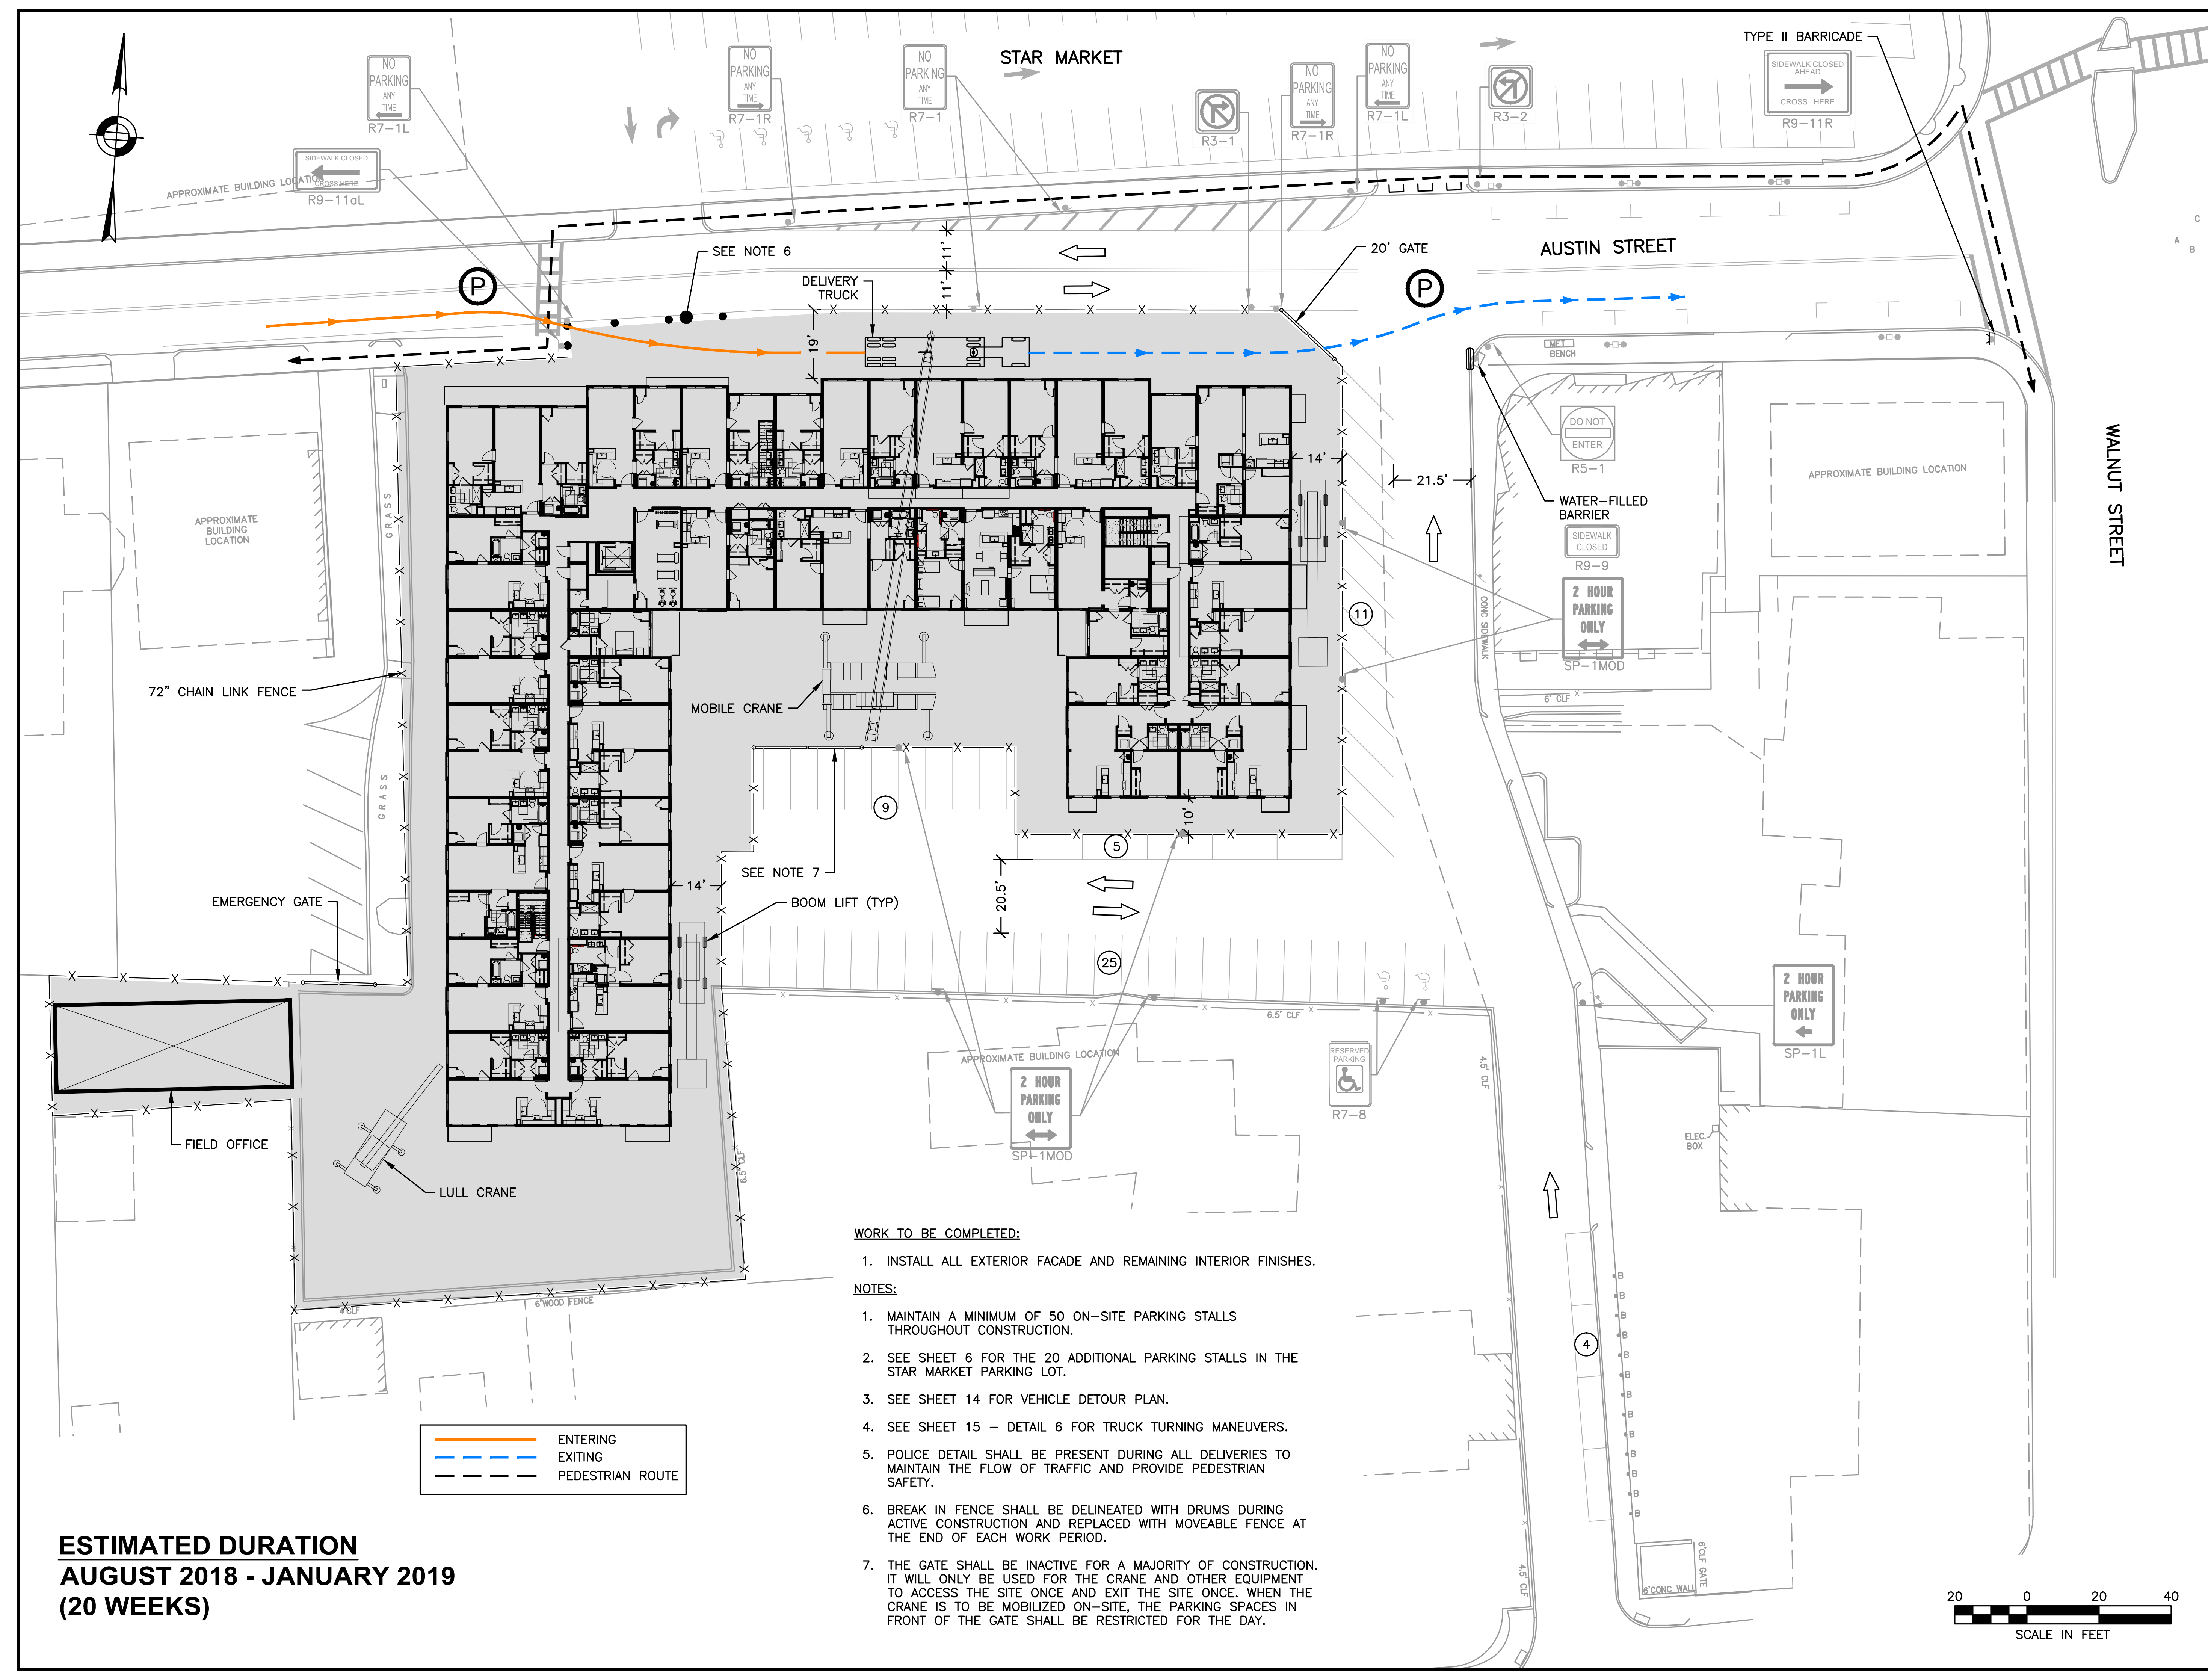 STAR MARKET
TYPE II BARRICADE
NO
PARKING
ANY
TIME
R7-1L
NO
PARKING
ANY
TIME
R7-1R
NO
PARKING
ANY
TIME
R7-1
R3-1
NO
PARKING
ANY
TIME
R7-1R
NO
PARKING
ANY
TIME
R7-1L
R3-2
SIDEWALK CLOSED
AHEAD
CROSS HERE
R9-11R
SIDEWALK CLOSED
CROSS HERE
R9-11aL
APPROXIMATE BUILDING LOCATION
SEE NOTE 6
11'
11'
20' GATE
AUSTIN STREET
P
P
DELIVERY
TRUCK
19'
C
A
B
MET
BENCH
DO NOT
ENTER
R5-1
WALNUT STREET
APPROXIMATE BUILDING LOCATION
14'
21.5'
WATER-FILLED
BARRIER
SIDEWALK
CLOSED
R9-9
GRASS
APPROXIMATE
BUILDING
LOCATION
UP
2 HOUR
PARKING
ONLY
SP-1MOD
11
CONC SIDEWALK
6' CLF
72" CHAIN LINK FENCE
MOBILE CRANE
GRASS
9
10'
5
SEE NOTE 7
14'
20.5'
EMERGENCY GATE
BOOM LIFT (TYP)
UP
25
6.5' CLF
2 HOUR
PARKING
ONLY
SP-1L
APPROXIMATE BUILDING LOCATION
2 HOUR
PARKING
ONLY
SP-1MOD
RESERVED
PARKING
R7-8
4.5' CLF
FIELD OFFICE
LULL CRANE
6.5' CLF
ELEC.
BOX
4' CLF
6'WOOD FENCE
WORK TO BE COMPLETED:
1. INSTALL ALL EXTERIOR FACADE AND REMAINING INTERIOR FINISHES.
NOTES:
1. MAINTAIN A MINIMUM OF 50 ON-SITE PARKING STALLS
THROUGHOUT CONSTRUCTION.
2. SEE SHEET 6 FOR THE 20 ADDITIONAL PARKING STALLS IN THE
STAR MARKET PARKING LOT.
3. SEE SHEET 14 FOR VEHICLE DETOUR PLAN.
4. SEE SHEET 15 - DETAIL 6 FOR TRUCK TURNING MANEUVERS.
5. POLICE DETAIL SHALL BE PRESENT DURING ALL DELIVERIES TO
MAINTAIN THE FLOW OF TRAFFIC AND PROVIDE PEDESTRIAN
SAFETY.
6. BREAK IN FENCE SHALL BE DELINEATED WITH DRUMS DURING
ACTIVE CONSTRUCTION AND REPLACED WITH MOVEABLE FENCE AT
THE END OF EACH WORK PERIOD.
7. THE GATE SHALL BE INACTIVE FOR A MAJORITY OF CONSTRUCTION.
IT WILL ONLY BE USED FOR THE CRANE AND OTHER EQUIPMENT
TO ACCESS THE SITE ONCE AND EXIT THE SITE ONCE. WHEN THE
CRANE IS TO BE MOBILIZED ON-SITE, THE PARKING SPACES IN
FRONT OF THE GATE SHALL BE RESTRICTED FOR THE DAY.
4
B
B
B
B
B
B
B
B
B
B
B
B
B
ENTERING
EXITING
PEDESTRIAN ROUTE
4.5' CLF
6'CLF GATE
6'CONC WALL
ESTIMATED DURATION
AUGUST 2018 - JANUARY 2019
(20 WEEKS)
20 0 20 40
SCALE IN FEET